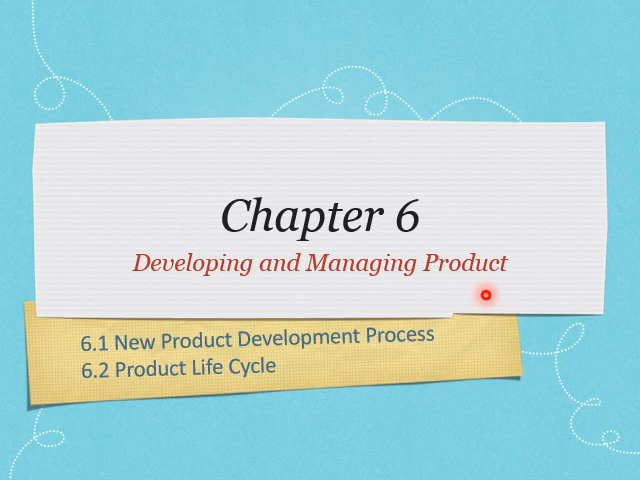 Chapter 6
Developing and Managing Product
6.1 New Product Development Process
6.2 Product Life Cycle